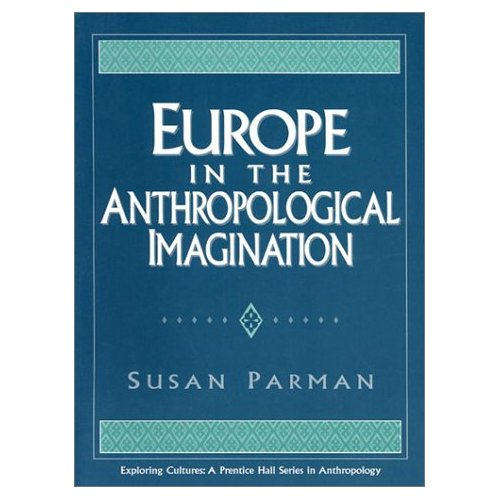 EUROPE
IN THE
ANTHROPOLOGICAL
IMAGINATION
SUSAN PARMAN
Exploring Cultures: A Prentice Hall Series in Anthropology